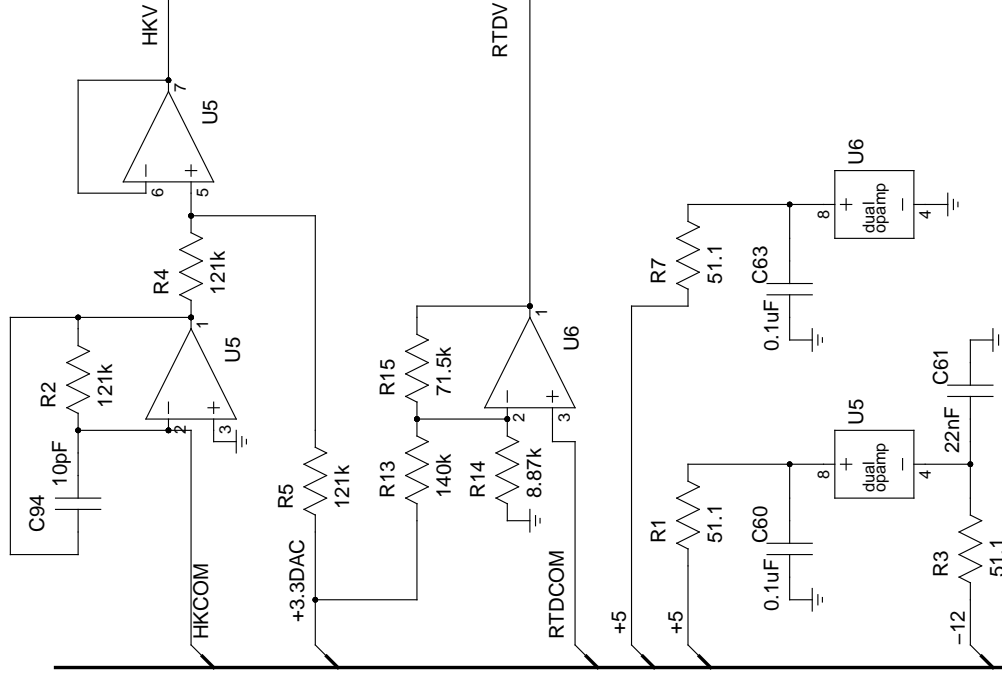 HKV
7
U5
6
5
R4
121k
1
U5
R2
121k
2
3
10pF
C94
HKCOM
R5
121k
+3.3DAC
RTDV
1
U6
R15
71.5k
2
3
R13
140k
R14
8.87k
RTDCOM
+5
R7
51.1
C63
0.1uF
U6
8
dual
opamp
4
+5
R1
51.1
C60
0.1uF
U5
8
dual
opamp
4
C61
22nF
R3
51.1
−12